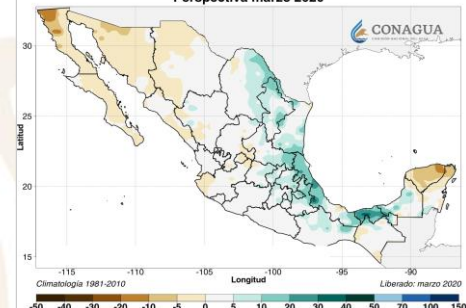 Perspectiva marzo 2020
CONAGUA
30
25
20
15
Latitud
-115 -110 -105 -100 -95 -90
Longitud
Climatología 1981-2010
Liberado: marzo 2020
-50 -40 -30 -20 -10 -5 0 5 10 20 30 40 50 70 100 150